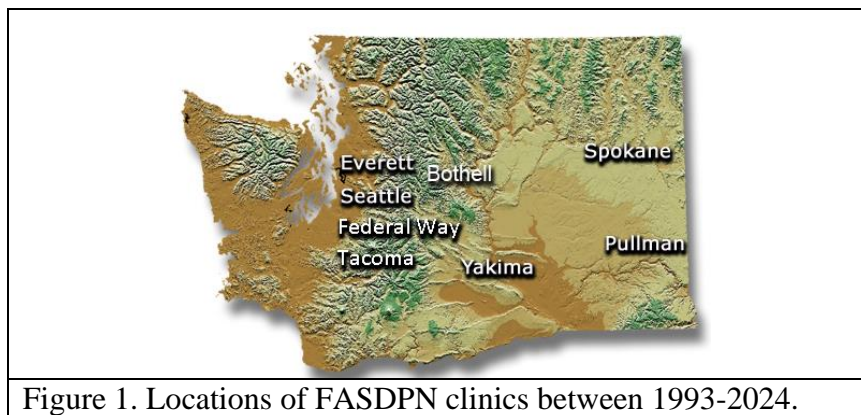 Everett
Bothell
Spokane
Seattle
Federal Way
Pullman
Tacoma
Yakima
Figure 1. Locations of FASDPN clinics between 1993-2024.